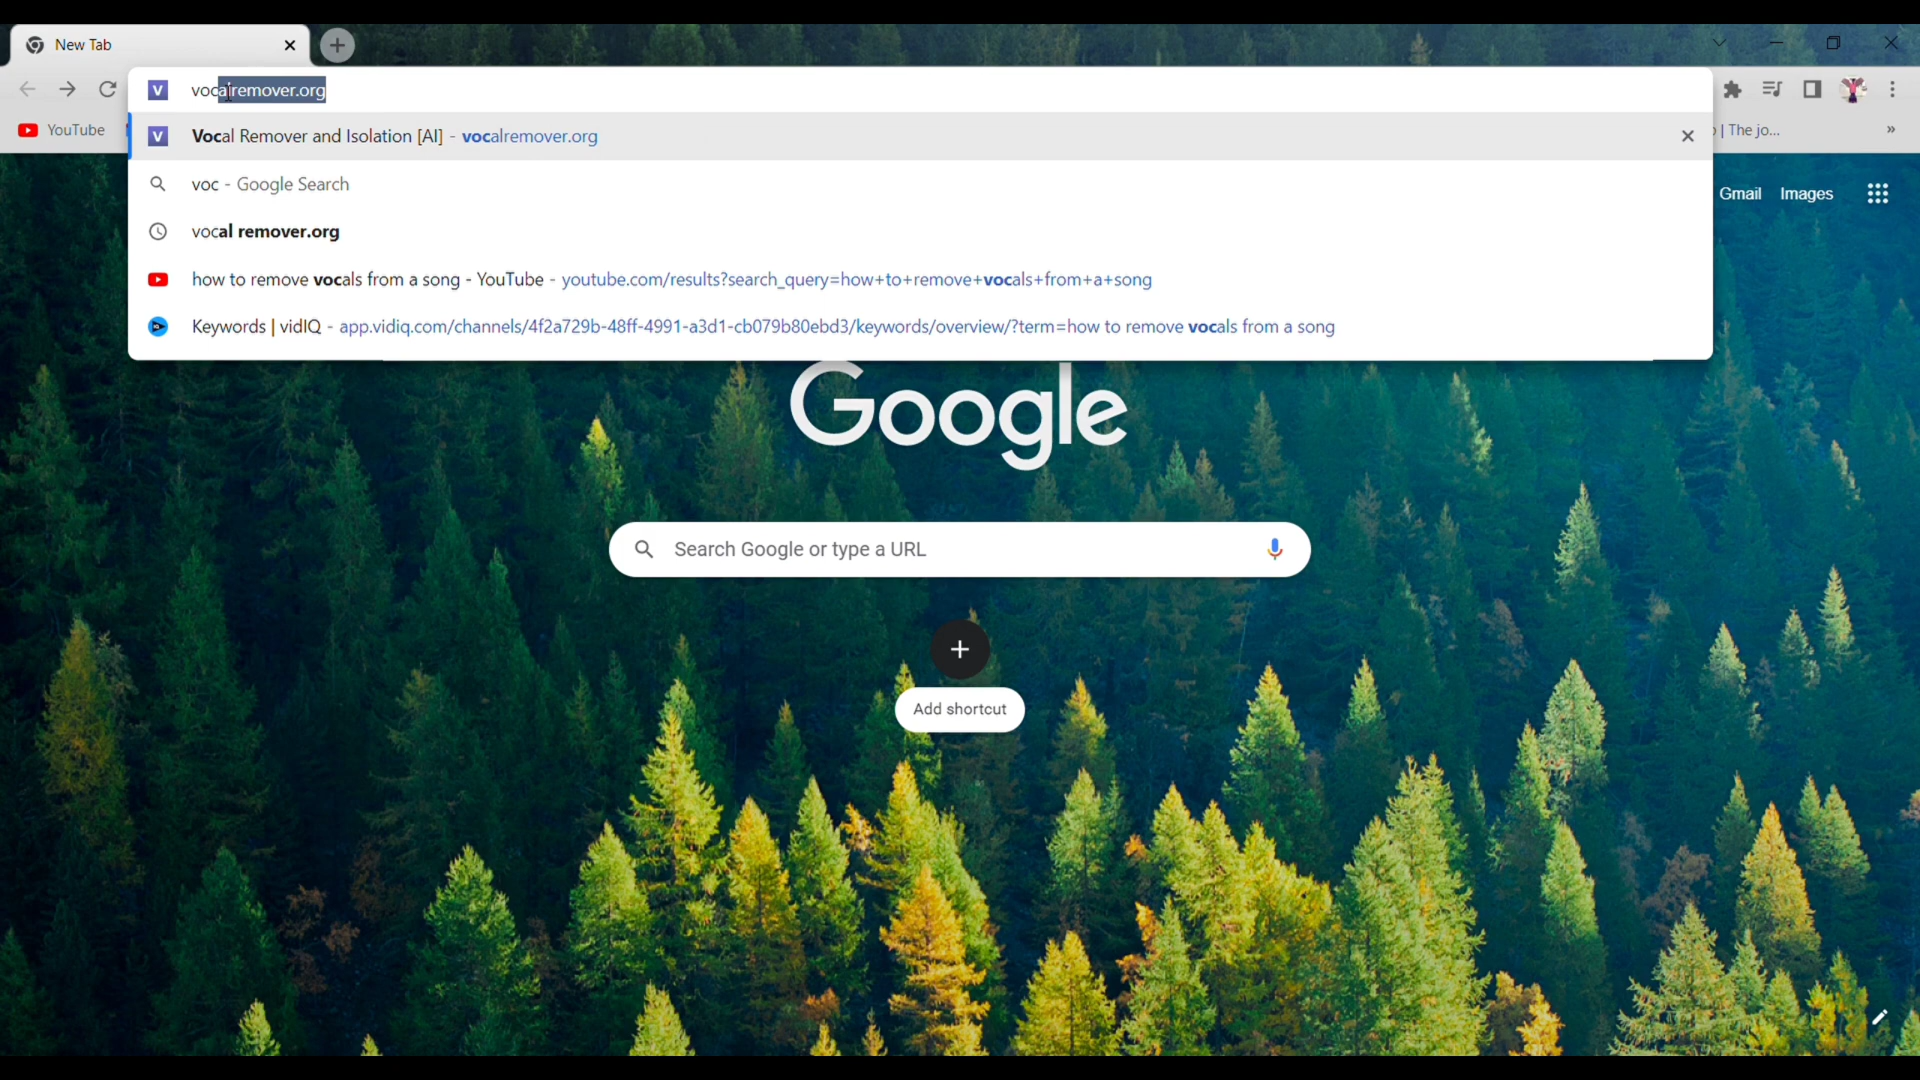 New Tab
vocalremover.org
YouTube
Vocal Remover and Isolation [AI] - vocalremover.org
| The jo...
voc - Google Search
Gmail Images
vocal remover.org
how to remove vocals from a song - YouTube - youtube.com/results?search_query=how+to+remove+vocals+from+a+song
Keywords | vidIQ - app.vidiq.com/channels/4f2a729b-48ff-4991-a3d1-cb079b80ebd3/keywords/overview/?term=how to remove vocals from a song
Google
Search Google or type a URL
Add shortcut